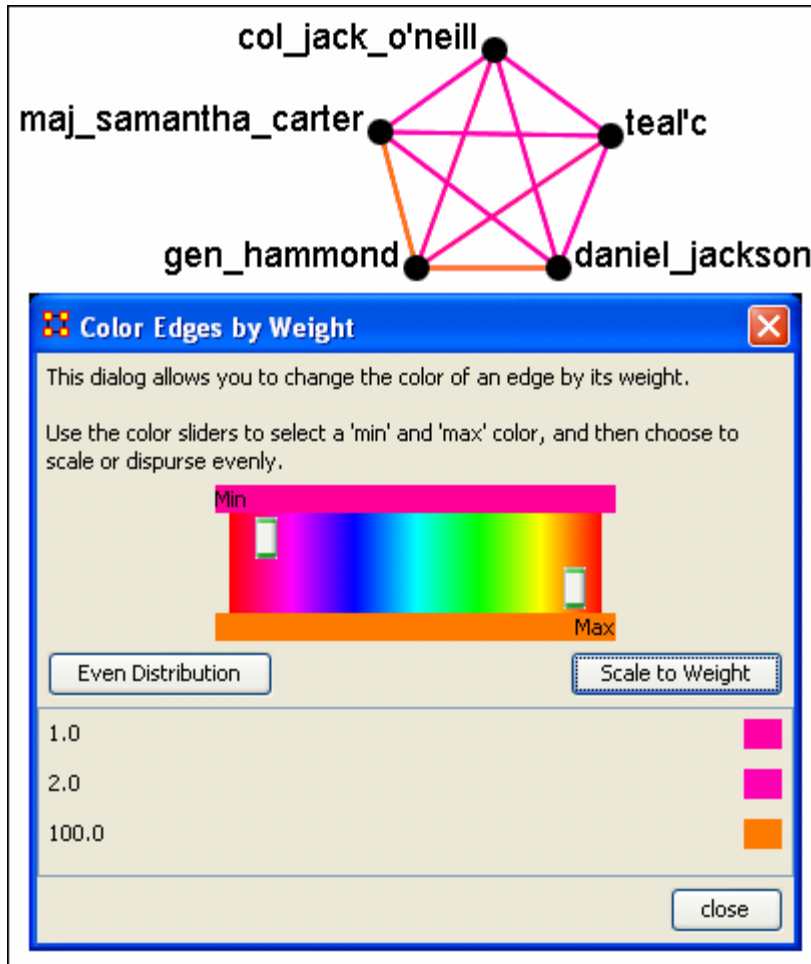 col_jack_o'neill
maj_samantha_carter
teal'c
gen_hammond
daniel_jackson
Color Edges by Weight
This dialog allows you to change the color of an edge by its weight.
Use the color sliders to select a 'min' and 'max' color, and then choose to
scale or dispurse evenly.
Min
Max
Even Distribution
Scale to Weight
1.0
2.0
100.0
close